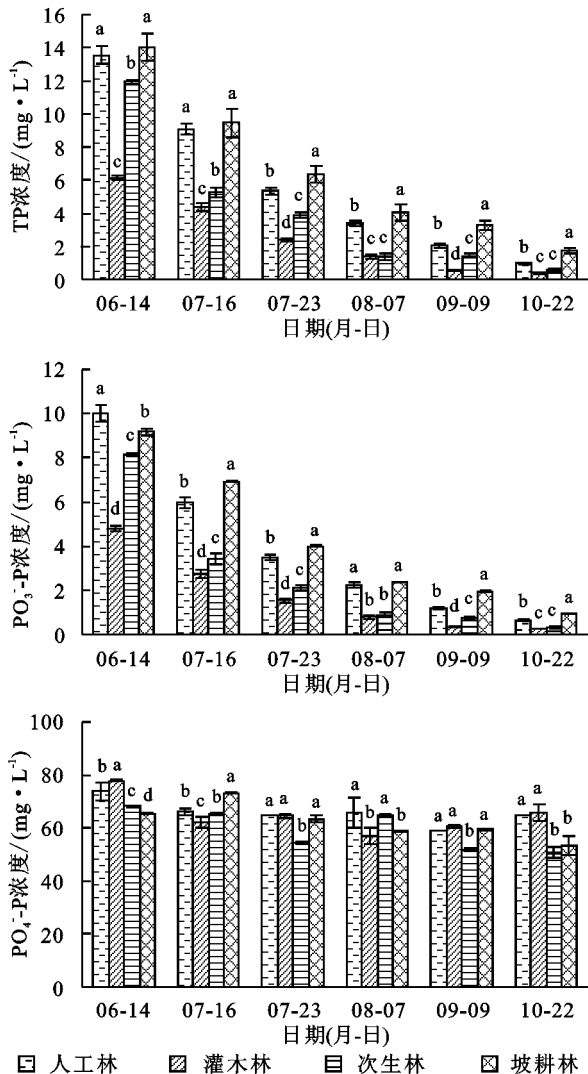 TP浓度/(mg·L⁻¹)
16
14
12
10
8
6
4
2
0
a c b a
a c b a
b d c a
b c c a
b d c a
b c c a
06-14 07-16 07-23 08-07 09-09 10-22
日期(月-日)
PO₃⁻-P浓度/(mg·L⁻¹)
12
10
8
6
4
2
0
a d c b
b d c a
b d c a
a b b a
b d c a
b c c a
06-14 07-16 07-23 08-07 09-09 10-22
日期(月-日)
PO₄⁻-P浓度/(mg·L⁻¹)
100
80
60
40
20
0
b a c d
b c b a
a a b a
a b a b
a a b a
a a b b
06-14 07-16 07-23 08-07 09-09 10-22
日期(月-日)
人工林 灌木林 次生林 坡耕林